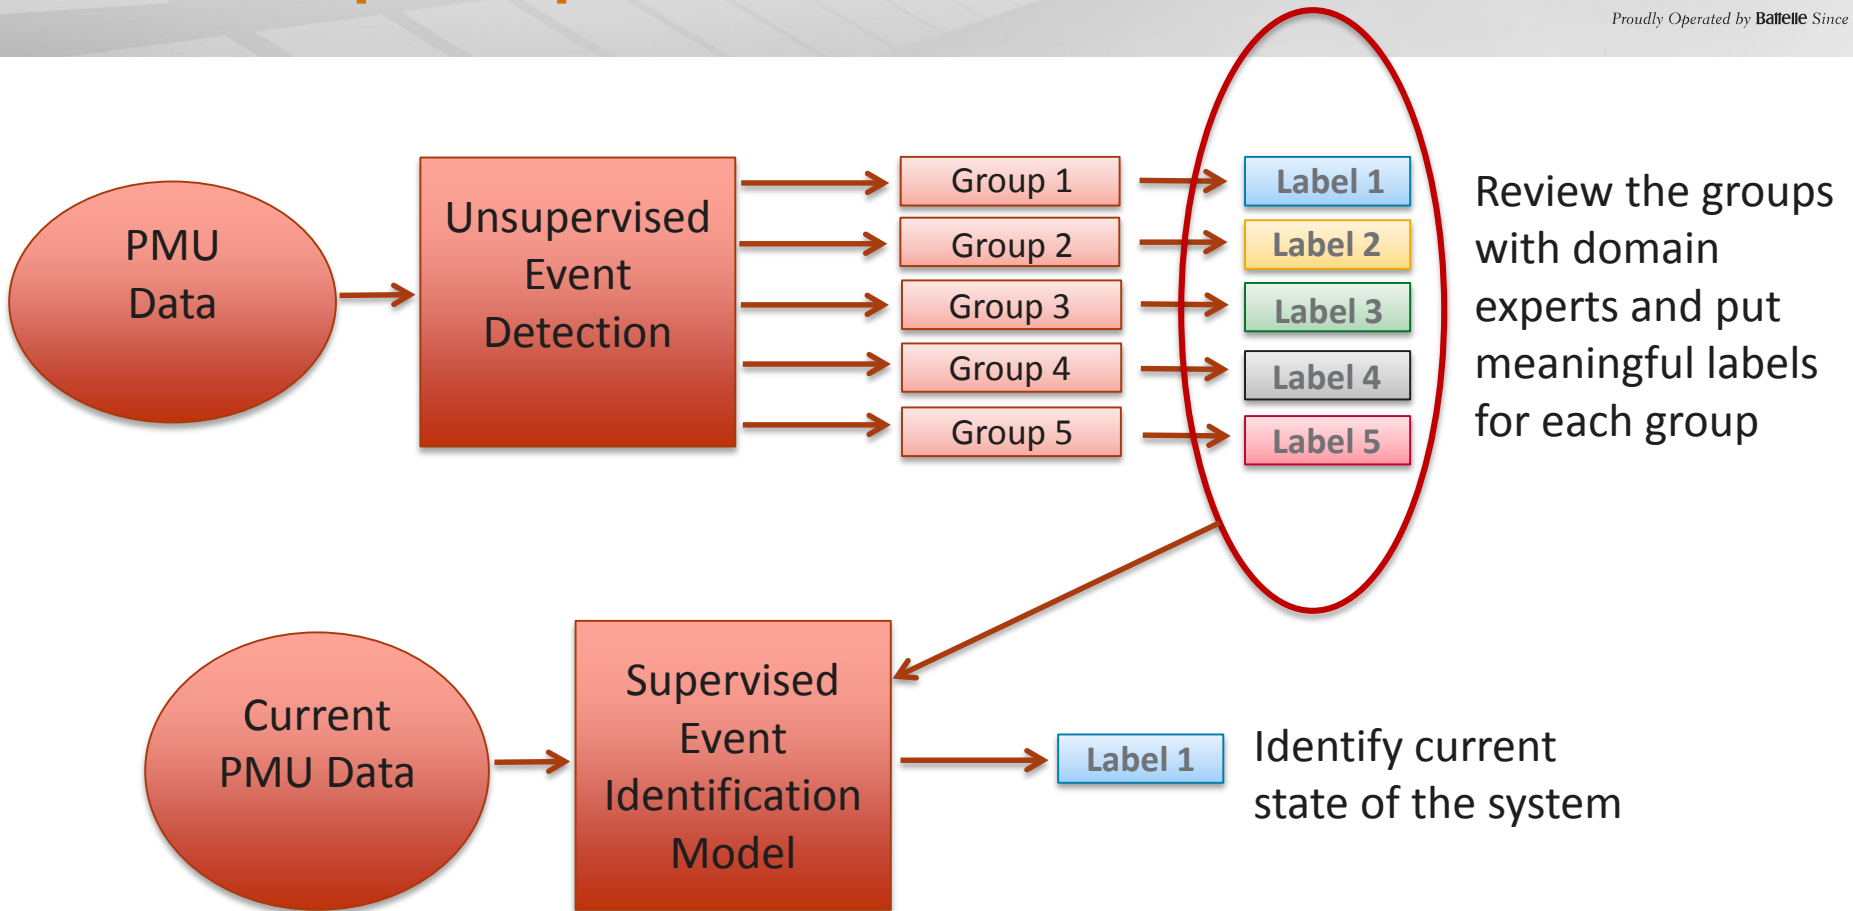 Proudly Operated by Battelle Since
PMU
Data
Unsupervised
Event
Detection
Group 1
Group 2
Group 3
Group 4
Group 5
Label 1
Label 2
Label 3
Label 4
Label 5
Review the groups
with domain
experts and put
meaningful labels
for each group
Current
PMU Data
Supervised
Event
Identification
Model
Label 1
Identify current
state of the system